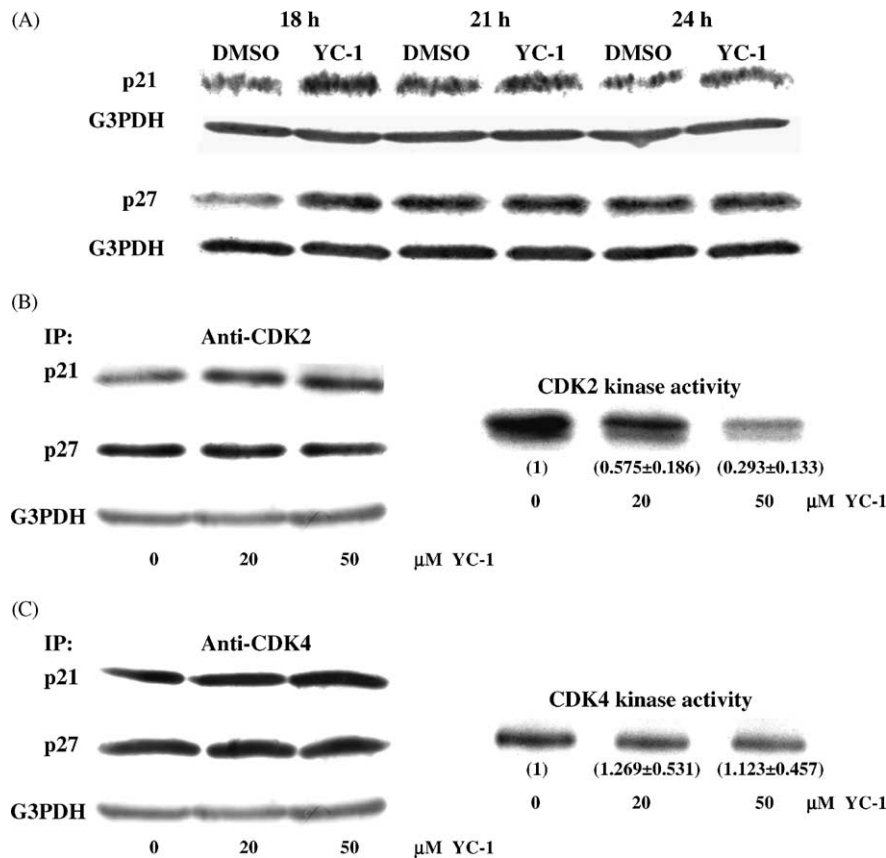 (A)
18 h 21 h 24 h
DMSO YC-1 DMSO YC-1 DMSO YC-1
p21
G3PDH
p27
G3PDH
(B)
IP: Anti-CDK2
p21
p27
G3PDH
0 20 50 μM YC-1
CDK2 kinase activity
(1) (0.575±0.186) (0.293±0.133)
0 20 50 μM YC-1
(C)
IP: Anti-CDK4
p21
p27
G3PDH
0 20 50 μM YC-1
CDK4 kinase activity
(1) (1.269±0.531) (1.123±0.457)
0 20 50 μM YC-1